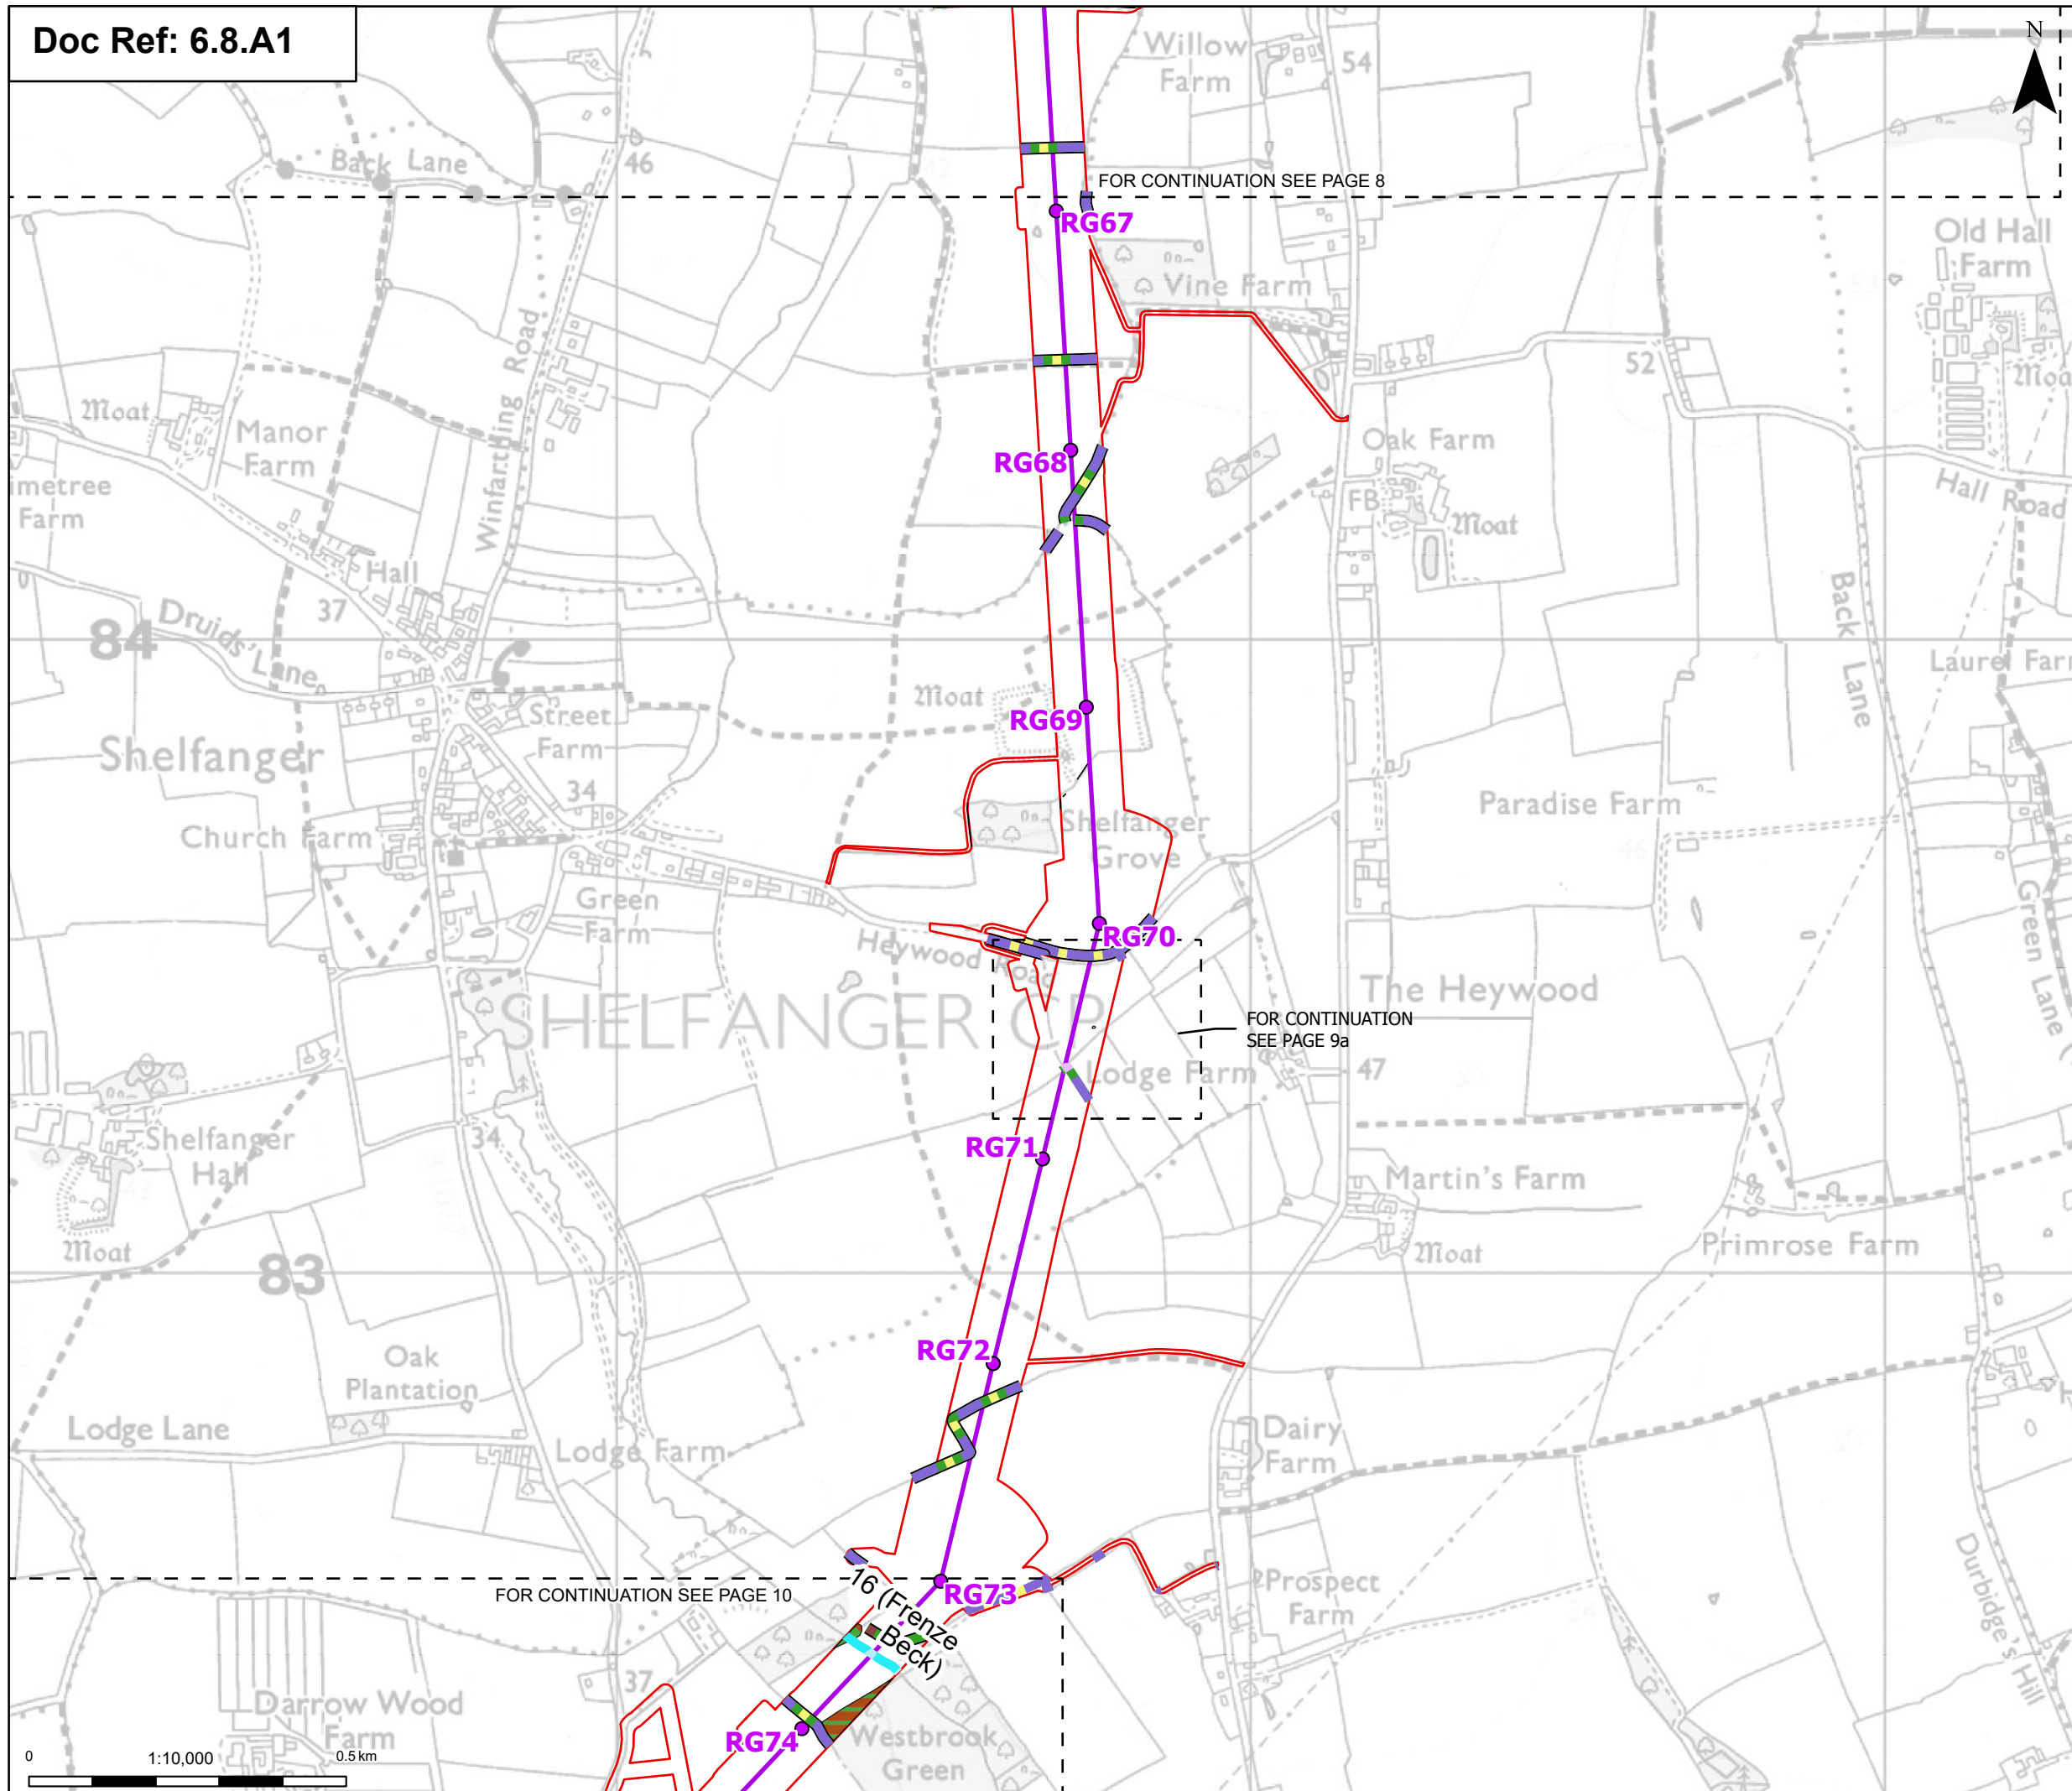 Doc Ref: 6.8.A1
N
Willow
Farm
54
Back Lane
46
42
FOR CONTINUATION SEE PAGE 8
RG67
Old Hall
Farm
53
Vine Farm
Winfarthing Road
52
Moat
Moat
Manor
Farm
RG68
Oak Farm
imetree
Farm
FB
Moat
Hall Road
Hall
37
Druids' Lane
84
Back Lane
Laurel Farm
Moat
RG69
Street
Farm
Shelfanger
34
Paradise Farm
Church Farm
Shelfanger
Grove
46
Green
Farm
Green Lane
RG70
Heywood Road
The Heywood
SHELFANGER CP
FOR CONTINUATION
SEE PAGE 9a
Lodge Farm
47
34
Shelfanger
Hall
43
RG71
Martin's Farm
Moat
Moat
Primrose Farm
83
RG72
Oak
Plantation
Lodge Lane
Lodge Farm
Dairy
Farm
Durbidge's Hill
FOR CONTINUATION SEE PAGE 10
16 (Frenze
Beck)
RG73
Prospect
Farm
34
37
Darrow Wood
Farm
RG74
Westbrook
Green
0
1:10,000
0.5 km